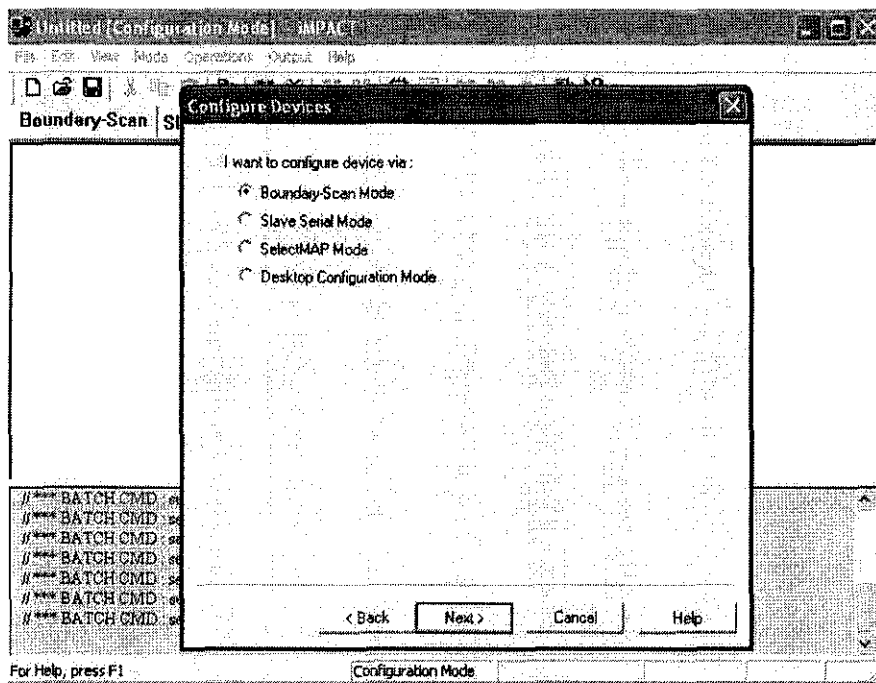 Untitled [Configuration Mode] - iMPACT
File Edit View Mode Operations Output Help
Boundary-Scan
Configure Devices
I want to configure device via :
Boundary-Scan Mode
Slave Serial Mode
SelectMAP Mode
Desktop Configuration Mode
// *** BATCH CMD :
// *** BATCH CMD :
// *** BATCH CMD :
// *** BATCH CMD :
// *** BATCH CMD :
// *** BATCH CMD :
// *** BATCH CMD :
< Back
Next >
Cancel
Help
For Help, press F1
Configuration Mode